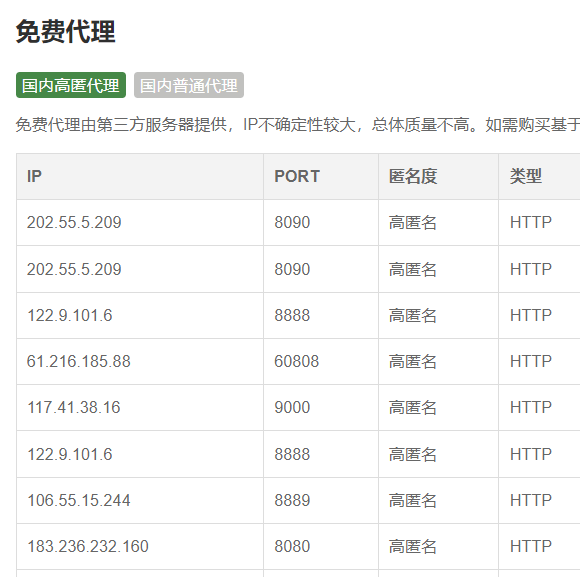 免费代理
国内高匿代理 国内普通代理
免费代理由第三方服务器提供，IP不确定性较大，总体质量不高。如需购买基于
IP PORT 匿名度 类型
202.55.5.209 8090 高匿名 HTTP
202.55.5.209 8090 高匿名 HTTP
122.9.101.6 8888 高匿名 HTTP
61.216.185.88 60808 高匿名 HTTP
117.41.38.16 9000 高匿名 HTTP
122.9.101.6 8888 高匿名 HTTP
106.55.15.244 8889 高匿名 HTTP
183.236.232.160 8080 高匿名 HTTP